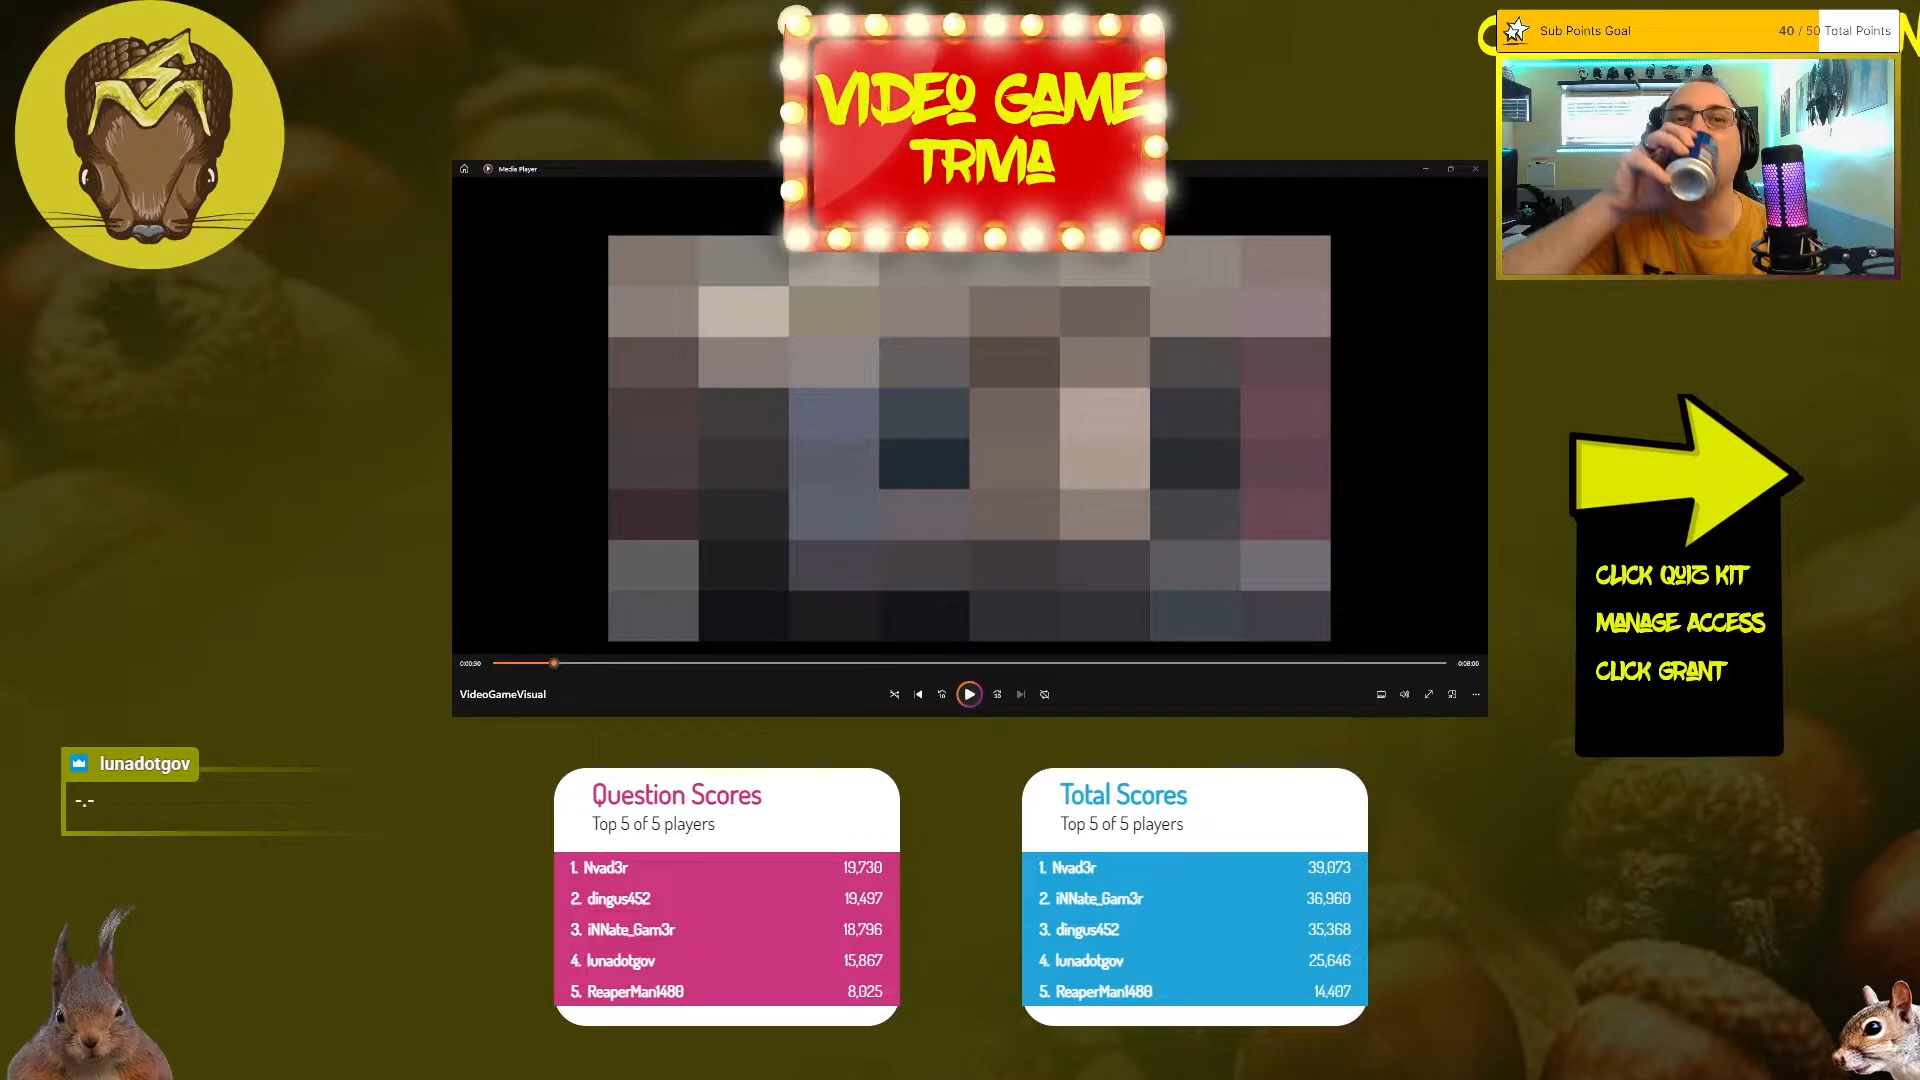 VIDEO GAME
TRIVIA
Sub Points Goal
40 / 50 Total Points
Media Player
0:00:30
0:08:00
VideoGameVisual
CLICK QUIZ KIT
MANAGE ACCESS
CLICK GRANT
lunadotgov
-.-
Question Scores
Top 5 of 5 players
1. Nvad3r 19,730
2. dingus452 19,497
3. iNNate_Gam3r 18,796
4. lunadotgov 15,867
5. ReaperMan1480 8,025
Total Scores
Top 5 of 5 players
1. Nvad3r 39,073
2. iNNate_Gam3r 36,960
3. dingus452 35,368
4. lunadotgov 25,646
5. ReaperMan1480 14,407